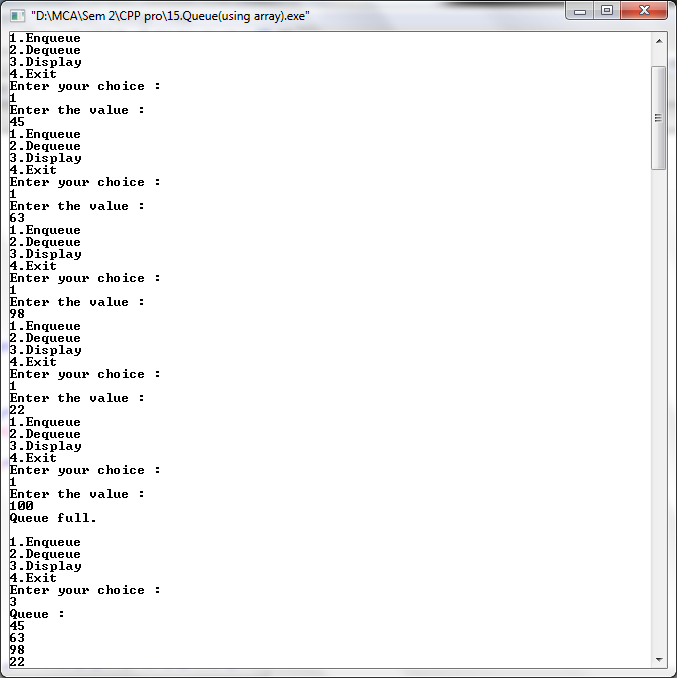 "D:\MCA\Sem 2\CPP pro\15.Queue(using array).exe"
1.Enqueue
2.Dequeue
3.Display
4.Exit
Enter your choice :
1
Enter the value :
45
1.Enqueue
2.Dequeue
3.Display
4.Exit
Enter your choice :
1
Enter the value :
63
1.Enqueue
2.Dequeue
3.Display
4.Exit
Enter your choice :
1
Enter the value :
98
1.Enqueue
2.Dequeue
3.Display
4.Exit
Enter your choice :
1
Enter the value :
22
1.Enqueue
2.Dequeue
3.Display
4.Exit
Enter your choice :
1
Enter the value :
100
Queue full.
1.Enqueue
2.Dequeue
3.Display
4.Exit
Enter your choice :
3
Queue :
45
63
98
22